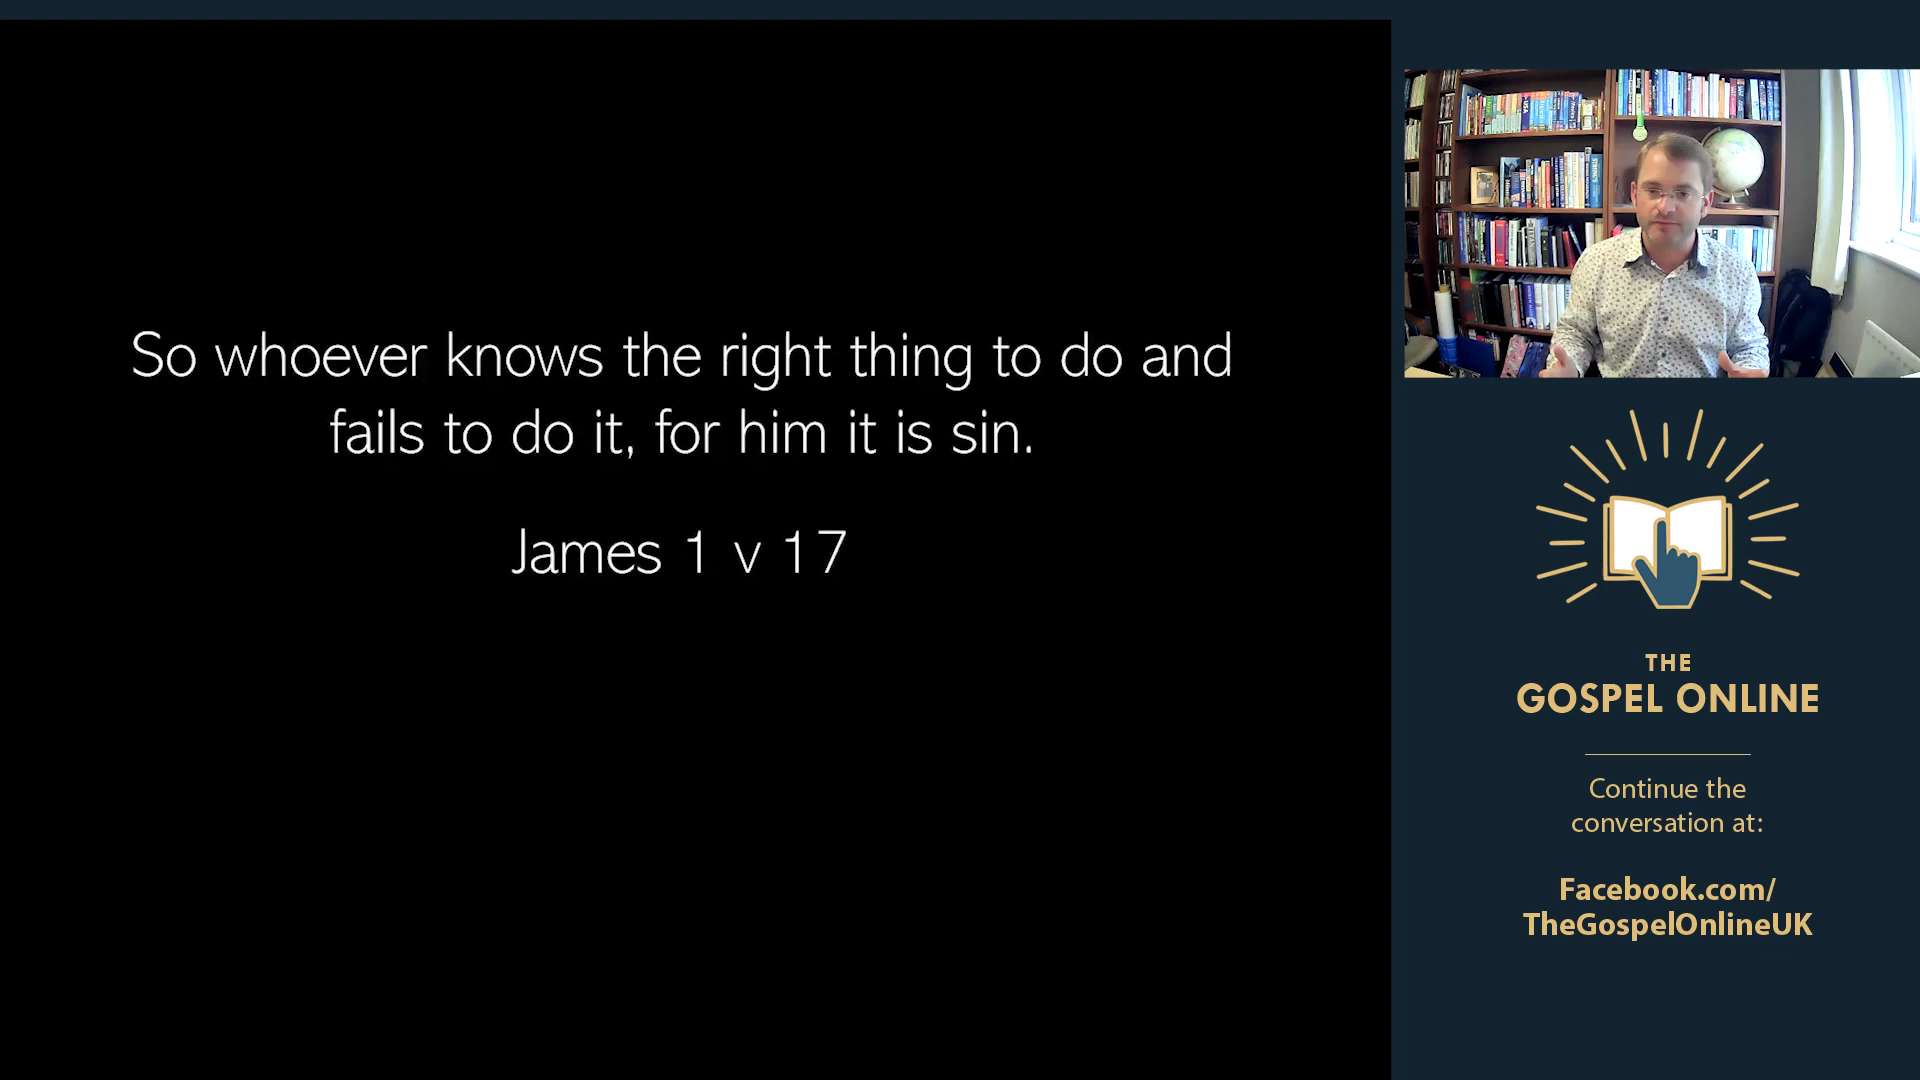 So whoever knows the right thing to do and
fails to do it, for him it is sin.
James 1 v 17
THE
GOSPEL ONLINE
Continue the
conversation at:
Facebook.com/
TheGospelOnlineUK